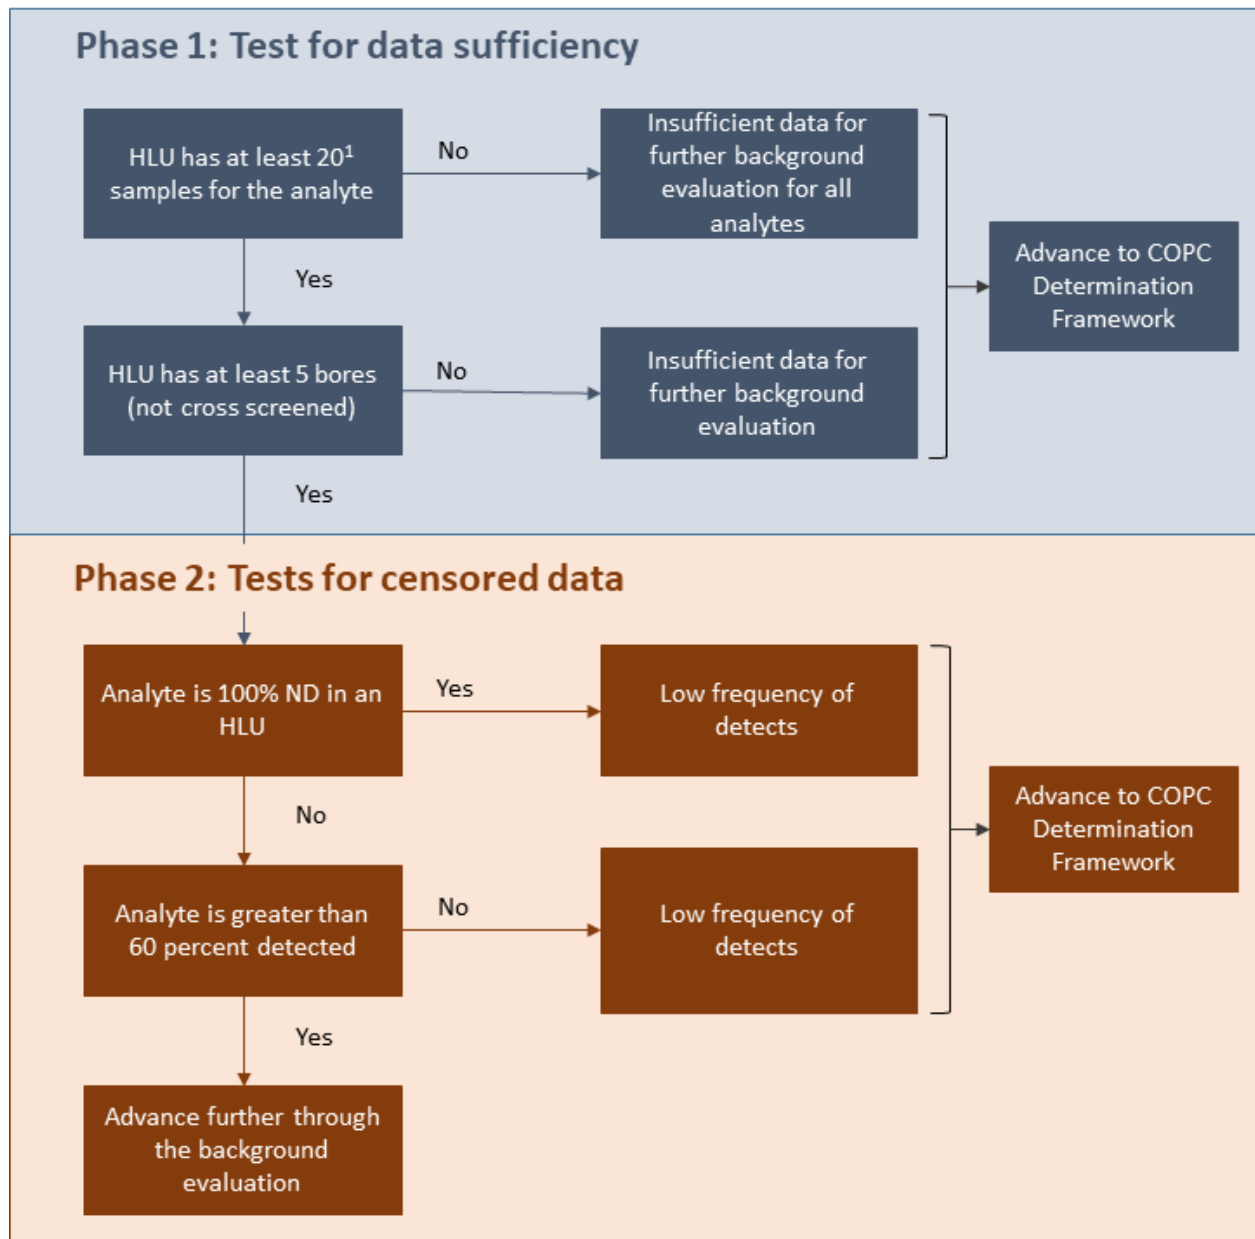 Phase 1: Test for data sufficiency
HLU has at least 20¹
samples for the analyte
No
Insufficient data for
further background
evaluation for all
analytes
Yes
HLU has at least 5 bores
(not cross screened)
No
Insufficient data for
further background
evaluation
Advance to COPC
Determination
Framework
Yes
Phase 2: Tests for censored data
Analyte is 100% ND in an
HLU
Yes
Low frequency of
detects
No
Analyte is greater than
60 percent detected
No
Low frequency of
detects
Advance to COPC
Determination
Framework
Yes
Advance further through
the background
evaluation